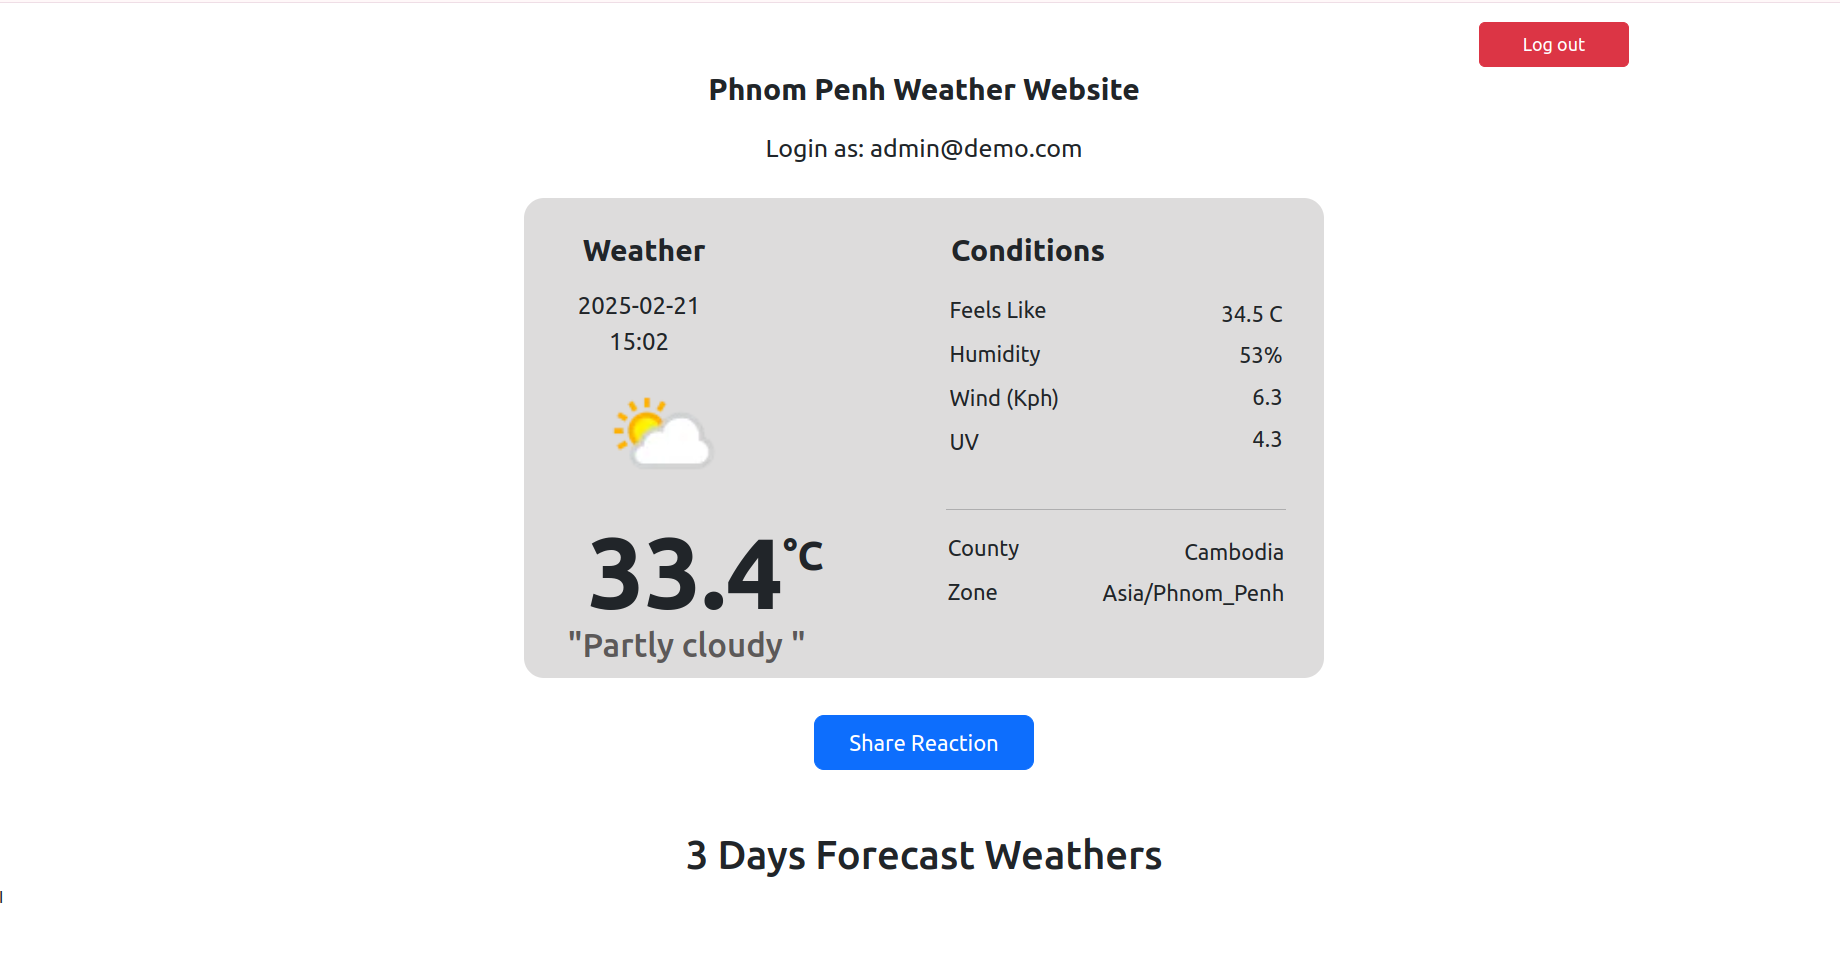 Log out
Phnom Penh Weather Website
Login as: admin@demo.com
Weather
2025-02-21
15:02
33.4°C
"Partly cloudy "
Conditions
Feels Like 34.5 C
Humidity 53%
Wind (Kph) 6.3
UV 4.3
County Cambodia
Zone Asia/Phnom_Penh
Share Reaction
3 Days Forecast Weathers